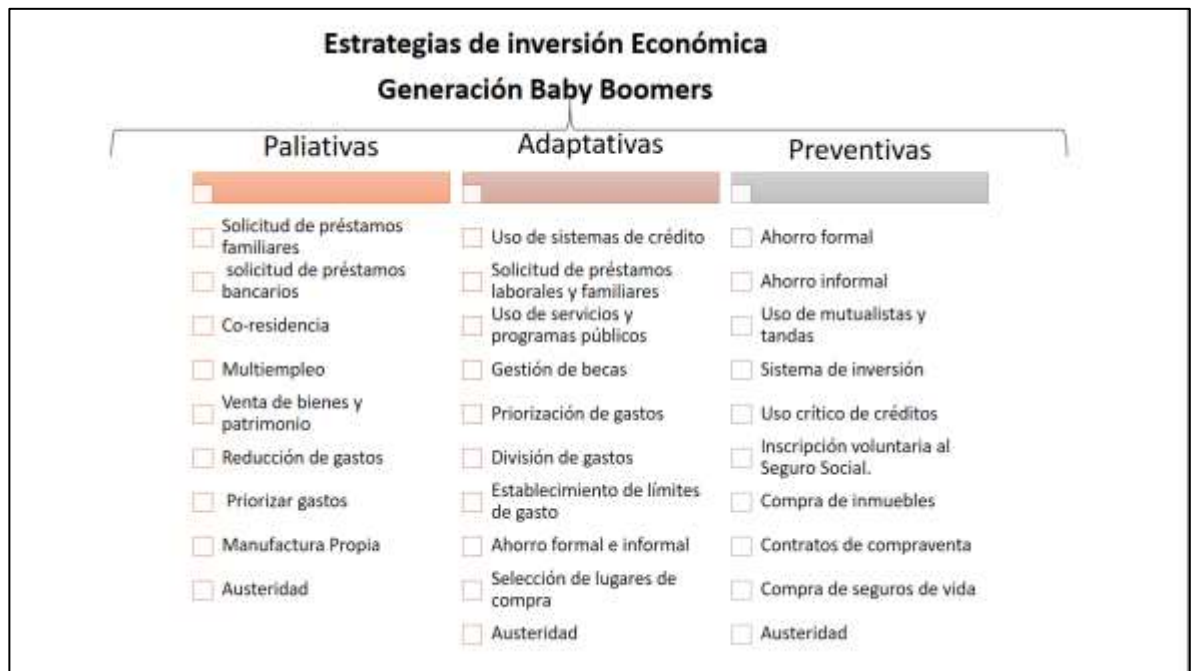 Estrategias de inversión Económica
Generación Baby Boomers
Paliativas
Solicitud de préstamos
familiares
solicitud de préstamos
bancarios
Co-residencia
Multiempleo
Venta de bienes y
patrimonio
Reducción de gastos
Priorizar gastos
Manufactura Propia
Austeridad
Adaptativas
Uso de sistemas de crédito
Solicitud de préstamos
laborales y familiares
Uso de servicios y
programas públicos
Gestión de becas
Priorización de gastos
División de gastos
Establecimiento de límites
de gasto
Ahorro formal e informal
Selección de lugares de
compra
Austeridad
Preventivas
Ahorro formal
Ahorro informal
Uso de mutualistas y
tandas
Sistema de inversión
Uso crítico de créditos
Inscripción voluntaria al
Seguro Social.
Compra de inmuebles
Contratos de compraventa
Compra de seguros de vida
Austeridad